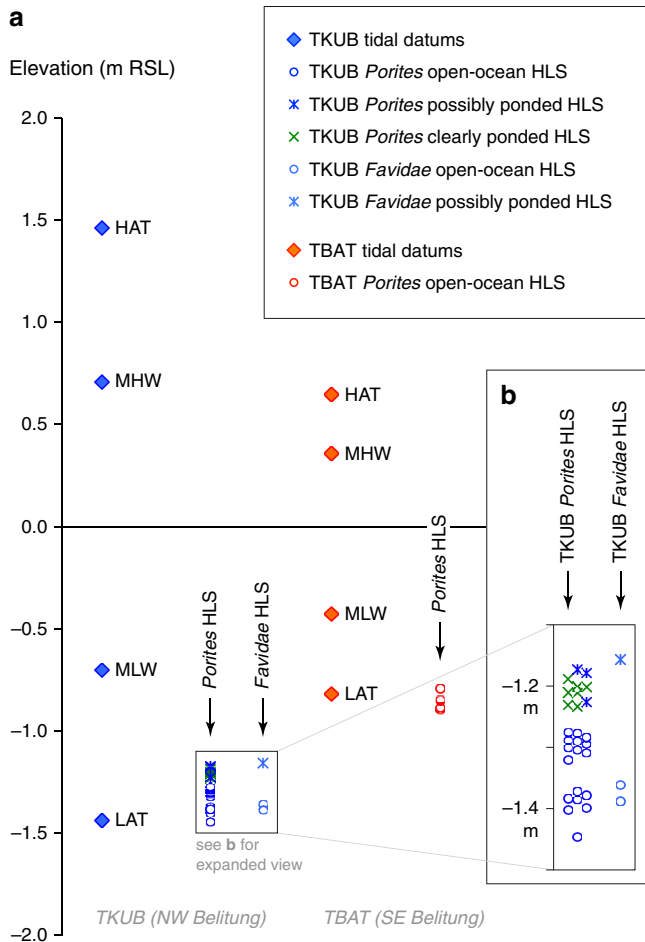 a
Elevation (m RSL)
TKUB tidal datums
TKUB Porites open-ocean HLS
TKUB Porites possibly ponded HLS
TKUB Porites clearly ponded HLS
TKUB Favidae open-ocean HLS
TKUB Favidae possibly ponded HLS
TBAT tidal datums
TBAT Porites open-ocean HLS
2.0
1.5
1.0
0.5
0.0
−0.5
−1.0
−1.5
−2.0
HAT
MHW
MLW
LAT
Porites HLS
Favidae HLS
see b for
expanded view
TKUB (NW Belitung)
HAT
MHW
MLW
LAT
Porites HLS
TBAT (SE Belitung)
b
TKUB Porites HLS
TKUB Favidae HLS
−1.2
m
−1.4
m